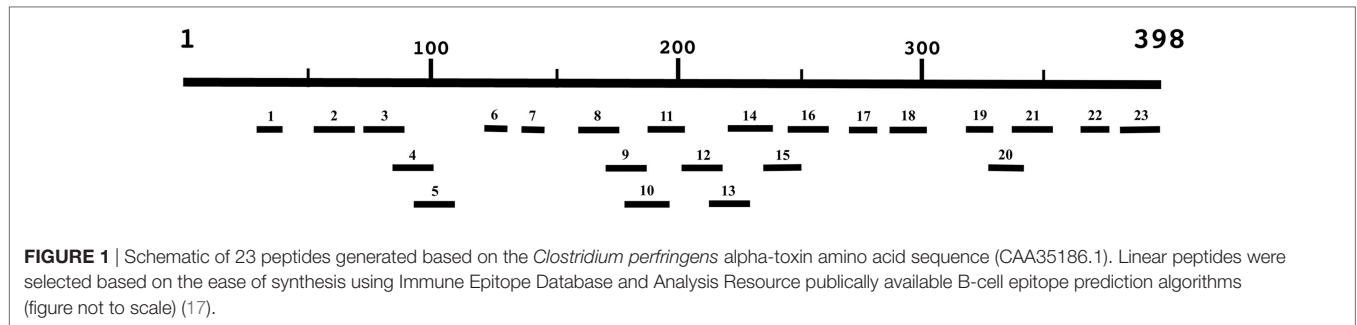 1 398
100 200 300
1 2 3 6 7 8 11 14 16 17 18 19 21 22 23
4 9 12 15 20
5 10 13
FIGURE 1 | Schematic of 23 peptides generated based on the Clostridium perfringens alpha-toxin amino acid sequence (CAA35186.1). Linear peptides were
selected based on the ease of synthesis using Immune Epitope Database and Analysis Resource publically available B-cell epitope prediction algorithms
(figure not to scale) (17).